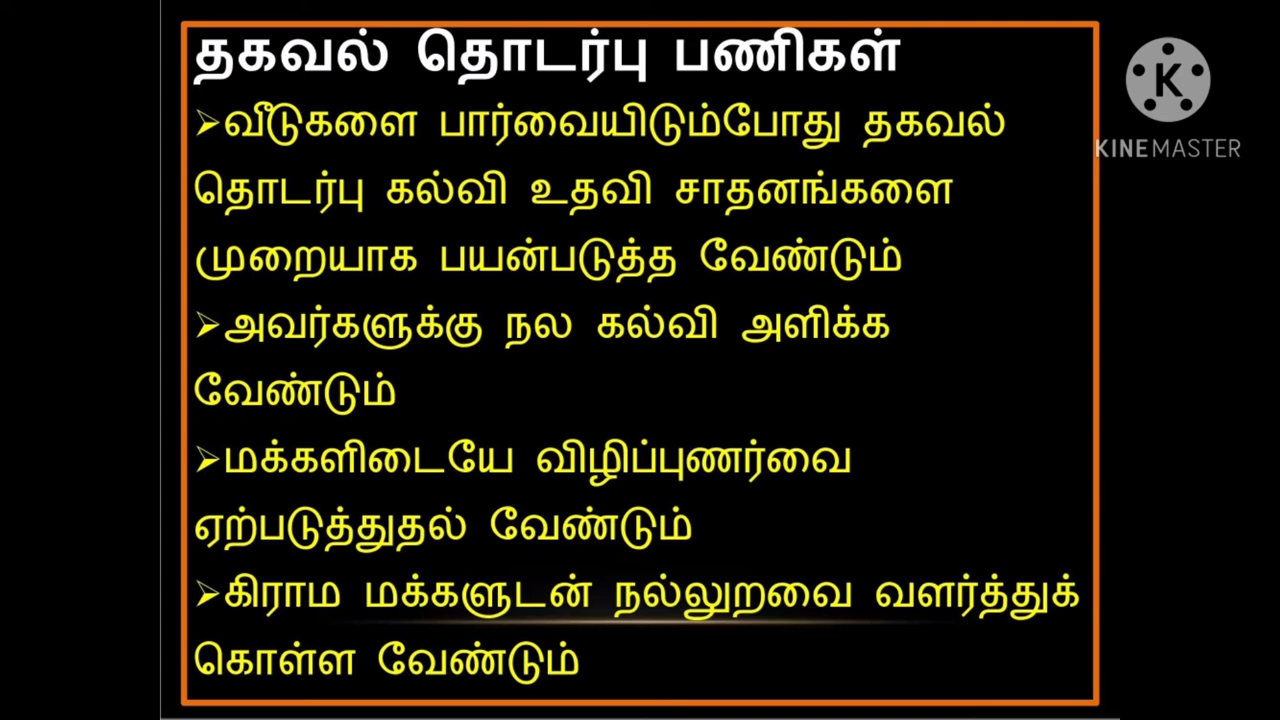 தகவல் தொடர்பு பணிகள்
➢வீடுகளை பார்வையிடும்போது தகவல்
தொடர்பு கல்வி உதவி சாதனங்களை
முறையாக பயன்படுத்த வேண்டும்
➢அவர்களுக்கு நல கல்வி அளிக்க
வேண்டும்
➢மக்களிடையே விழிப்புணர்வை
ஏற்படுத்துதல் வேண்டும்
➢கிராம மக்களுடன் நல்லுறவை வளர்த்துக்
கொள்ள வேண்டும்
K
KINEMASTER